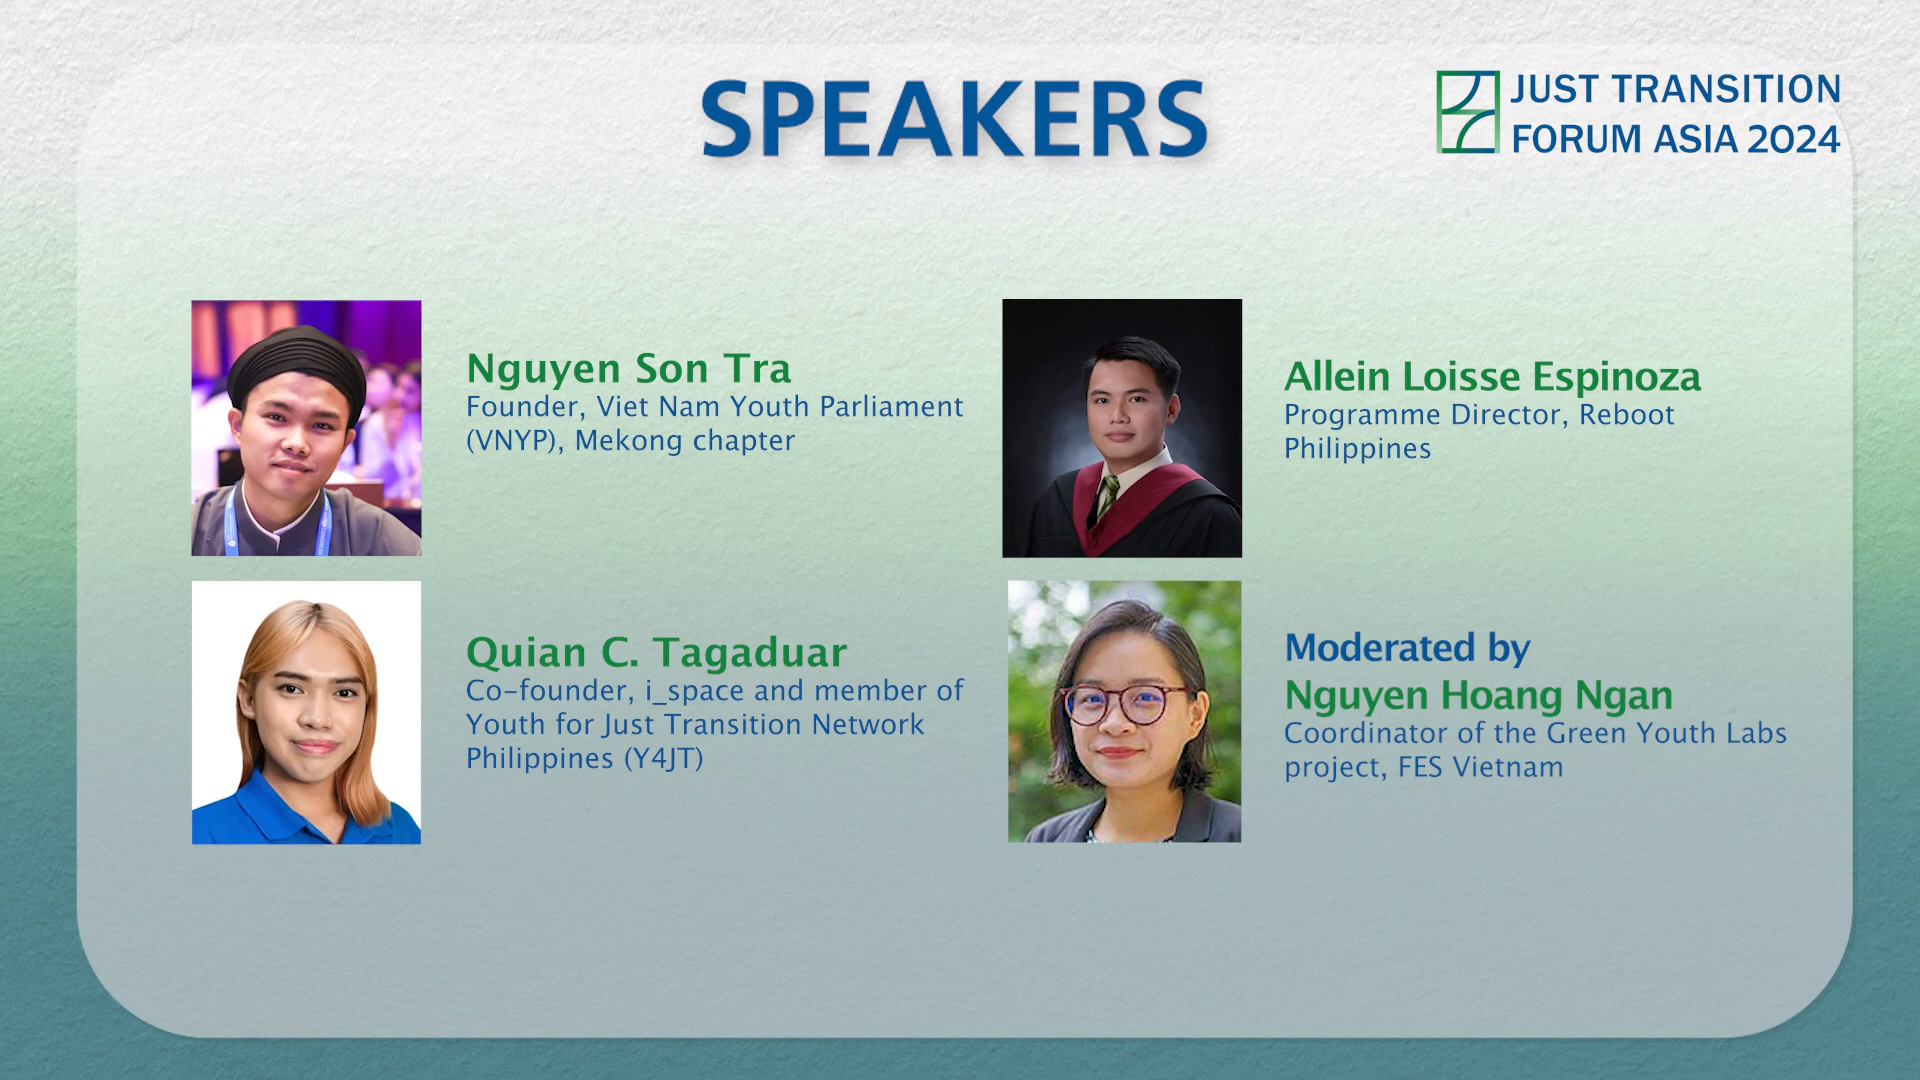 SPEAKERS
JUST TRANSITION
FORUM ASIA 2024
Nguyen Son Tra
Founder, Viet Nam Youth Parliament
(VNYP), Mekong chapter
Allein Loisse Espinoza
Programme Director, Reboot
Philippines
Quian C. Tagaduar
Co-founder, i_space and member of
Youth for Just Transition Network
Philippines (Y4JT)
Moderated by
Nguyen Hoang Ngan
Coordinator of the Green Youth Labs
project, FES Vietnam